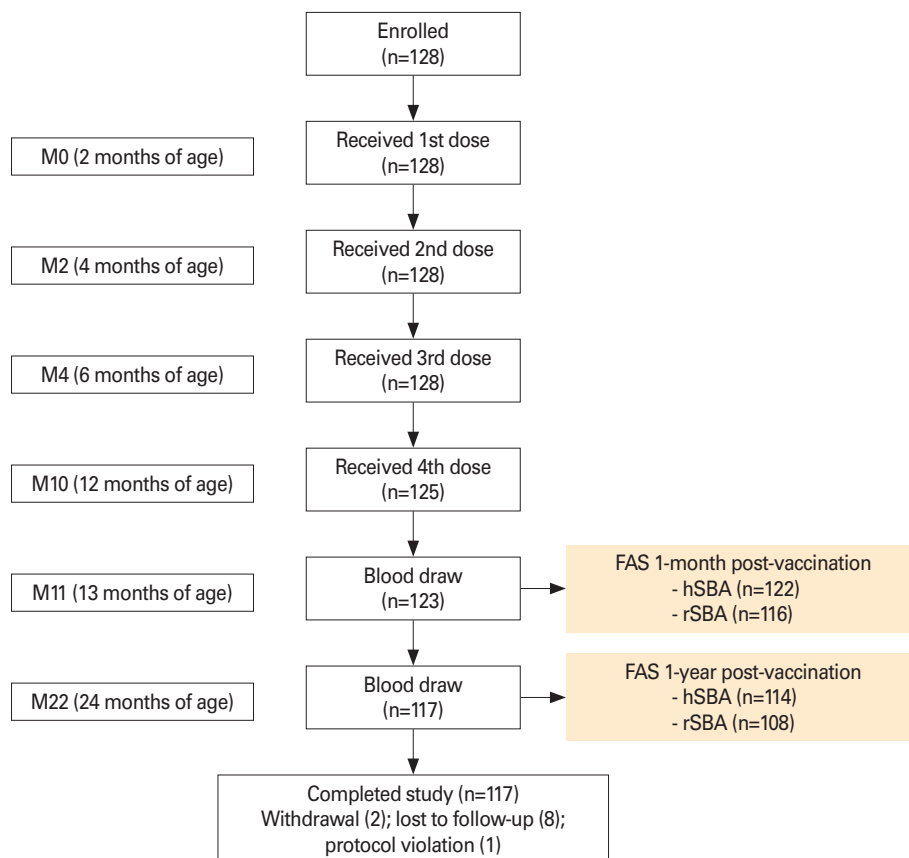 Enrolled
(n=128)
M0 (2 months of age)
Received 1st dose
(n=128)
M2 (4 months of age)
Received 2nd dose
(n=128)
M4 (6 months of age)
Received 3rd dose
(n=128)
M10 (12 months of age)
Received 4th dose
(n=125)
M11 (13 months of age)
Blood draw
(n=123)
FAS 1-month post-vaccination
- hSBA (n=122)
- rSBA (n=116)
M22 (24 months of age)
Blood draw
(n=117)
FAS 1-year post-vaccination
- hSBA (n=114)
- rSBA (n=108)
Completed study (n=117)
Withdrawal (2); lost to follow-up (8);
protocol violation (1)